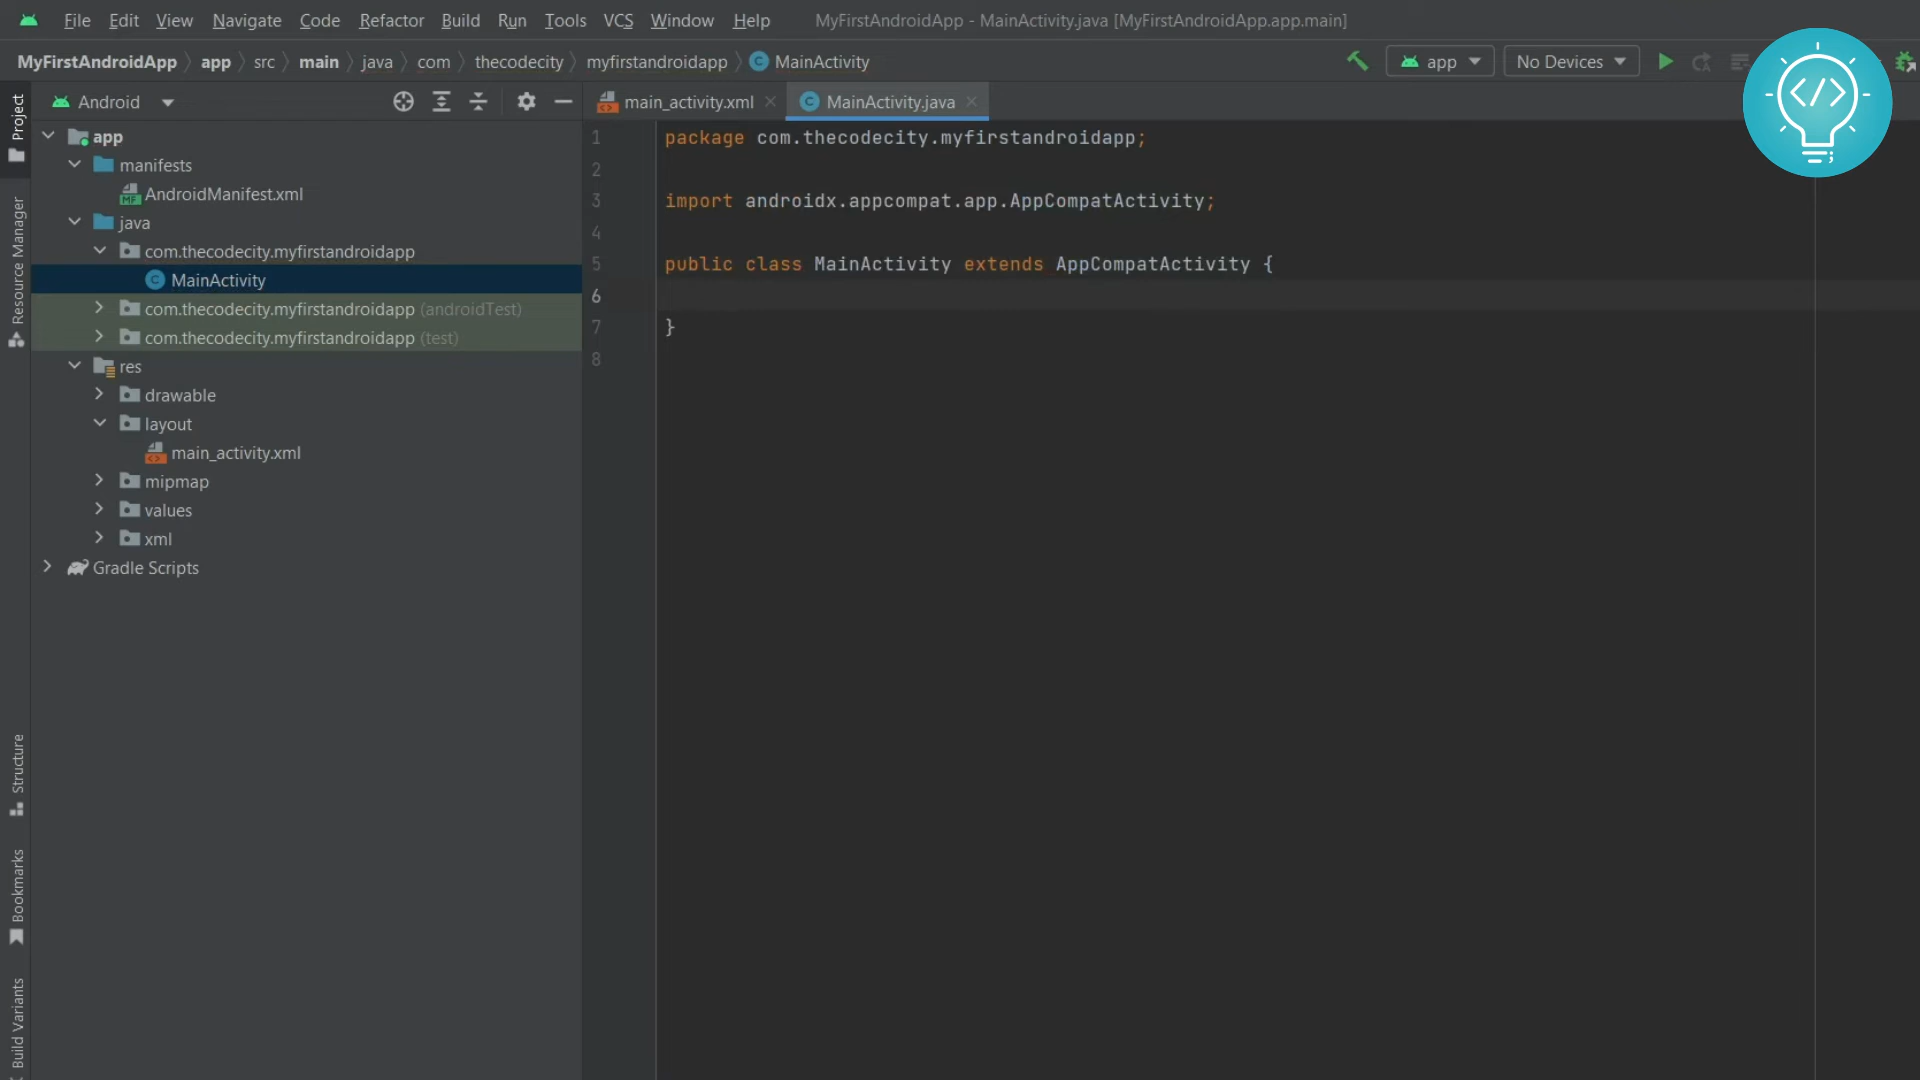 File Edit View Navigate Code Refactor Build Run Tools VCS Window Help MyFirstAndroidApp - MainActivity.java [MyFirstAndroidApp.app.main]
MyFirstAndroidApp app src main java com thecodecity myfirstandroidapp MainActivity app No Devices
</>
;
Project
Resource Manager
Structure
Bookmarks
Build Variants
Android
app
manifests
AndroidManifest.xml
java
com.thecodecity.myfirstandroidapp
MainActivity
com.thecodecity.myfirstandroidapp (androidTest)
com.thecodecity.myfirstandroidapp (test)
res
drawable
layout
main_activity.xml
mipmap
values
xml
Gradle Scripts
main_activity.xml MainActivity.java
1 package com.thecodecity.myfirstandroidapp;
2
3 import androidx.appcompat.app.AppCompatActivity;
4
5 public class MainActivity extends AppCompatActivity {
6
7 }
8